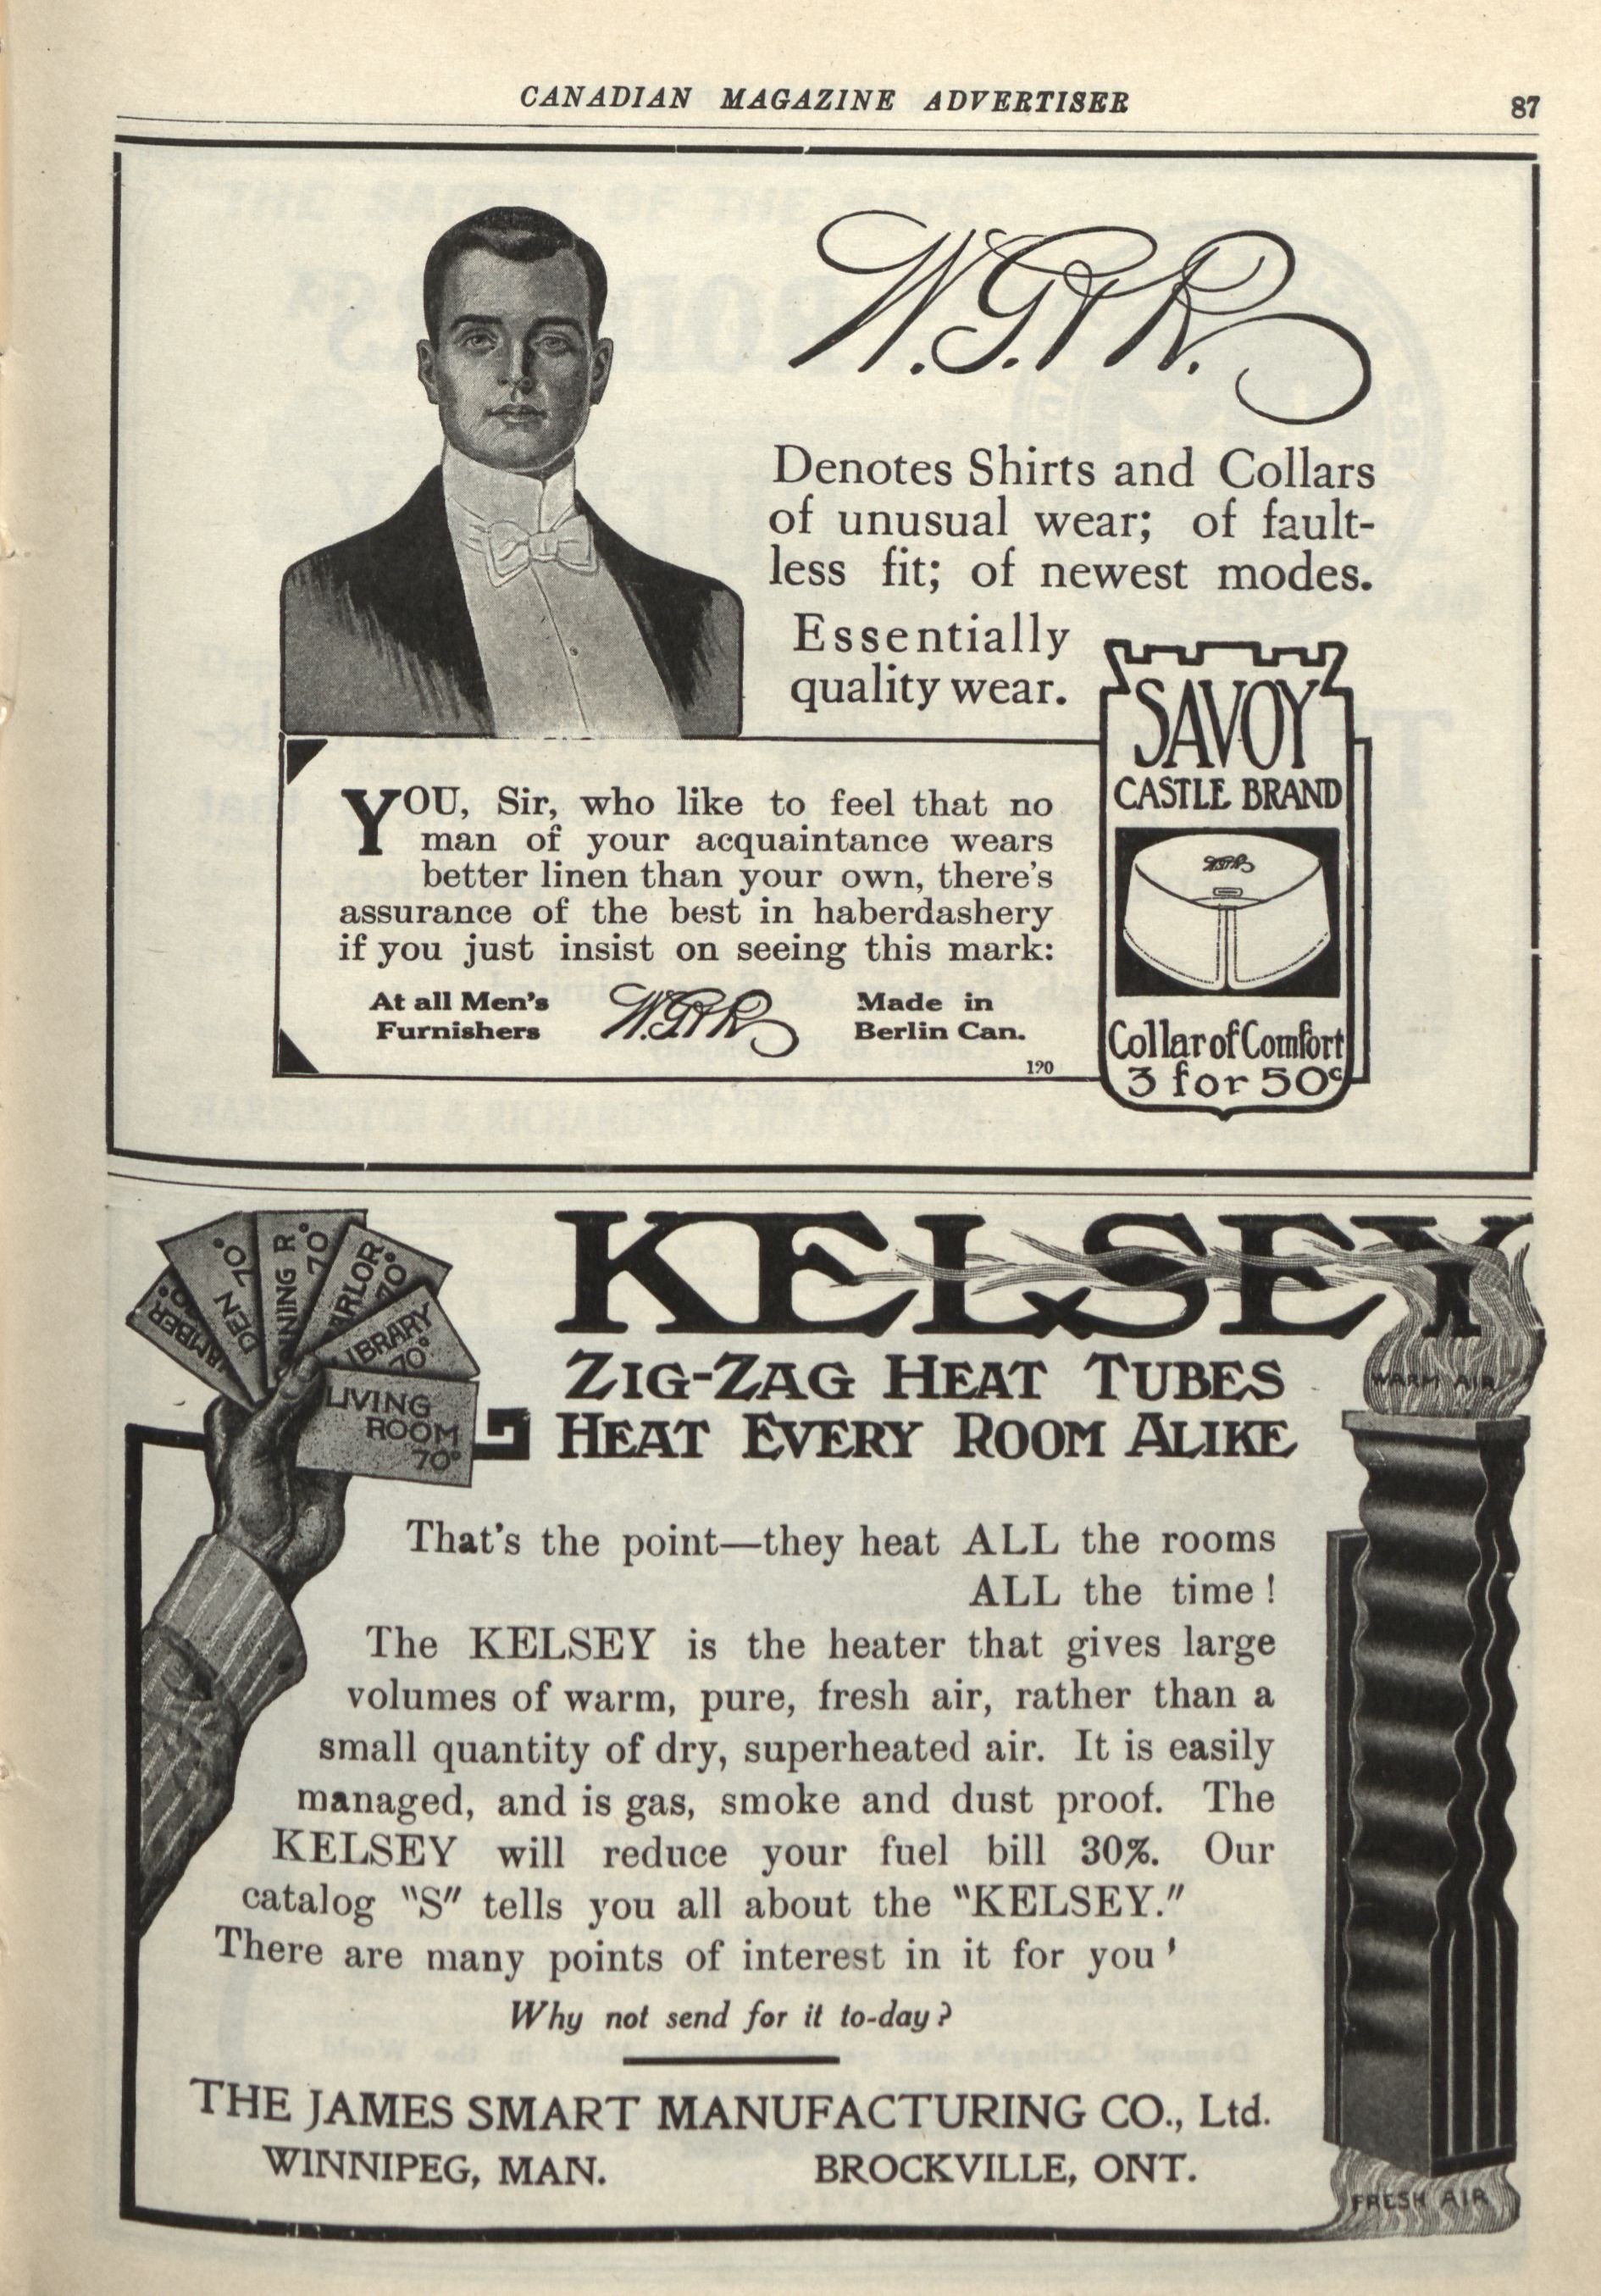 CANADIAN MAGAZINE ADVERTISER
87
W.G.&R.
Denotes Shirts and Collars
of unusual wear; of fault-
less fit; of newest modes.
Essentially
quality wear.
YOU, Sir, who like to feel that no
man of your acquaintance wears
better linen than your own, there's
assurance of the best in haberdashery
if you just insist on seeing this mark:
At all Men's
Furnishers
W.G.&R.
Made in
Berlin Can.
190
SAVOY
CASTLE BRAND
W.G.&R.
Collar of Comfort
3 for 50c
KELSEY
ZIG-ZAG HEAT TUBES
HEAT EVERY ROOM ALIKE
AMBER
70°
DEN 70°
NING R
70°
ARLOR
70°
IBRARY
70°
LIVING
ROOM
70°
WARM AIR
That's the point—they heat ALL the rooms
ALL the time!
The KELSEY is the heater that gives large
volumes of warm, pure, fresh air, rather than a
small quantity of dry, superheated air. It is easily
managed, and is gas, smoke and dust proof. The
KELSEY will reduce your fuel bill 30%. Our
catalog "S" tells you all about the "KELSEY."
There are many points of interest in it for you'
Why not send for it to-day?
THE JAMES SMART MANUFACTURING CO., Ltd.
WINNIPEG, MAN. BROCKVILLE, ONT.
FRESH AIR